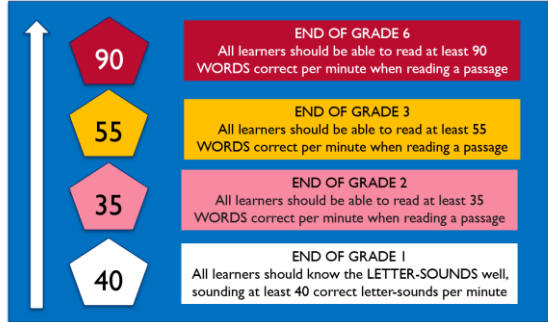 90
END OF GRADE 6
All learners should be able to read at least 90
WORDS correct per minute when reading a passage
55
END OF GRADE 3
All learners should be able to read at least 55
WORDS correct per minute when reading a passage
35
END OF GRADE 2
All learners should be able to read at least 35
WORDS correct per minute when reading a passage
40
END OF GRADE I
All learners should know the LETTER-SOUNDS well,
sounding at least 40 correct letter-sounds per minute